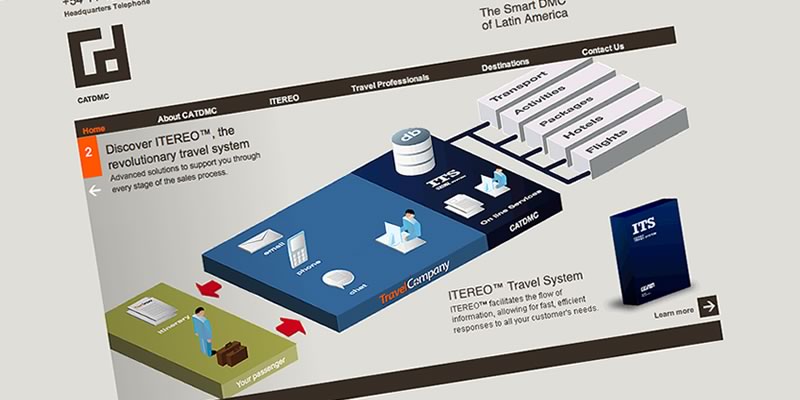 Headquarters Telephone
The Smart DMC
of Latin America
CATDMC
Home
About CATDMC
ITEREO
Travel Professionals
Destinations
Contact Us
2
Discover ITEREO™, the
revolutionary travel system
Advanced solutions to support you through
every stage of the sales process.
Transport
Activities
Packages
Hotels
Flights
db
ITS
On line Services
CATDMC
email
phone
chat
TravelCompany
Itinerary
Your passenger
ITS
ITEREO™ Travel System
ITEREO™ facilitates the flow of
information, allowing for fast, efficient
responses to all your customer's needs.
Learn more